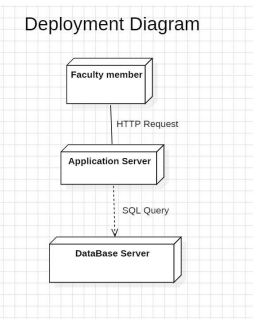 Deployment Diagram
Faculty member
HTTP Request
Application Server
SQL Query
DataBase Server